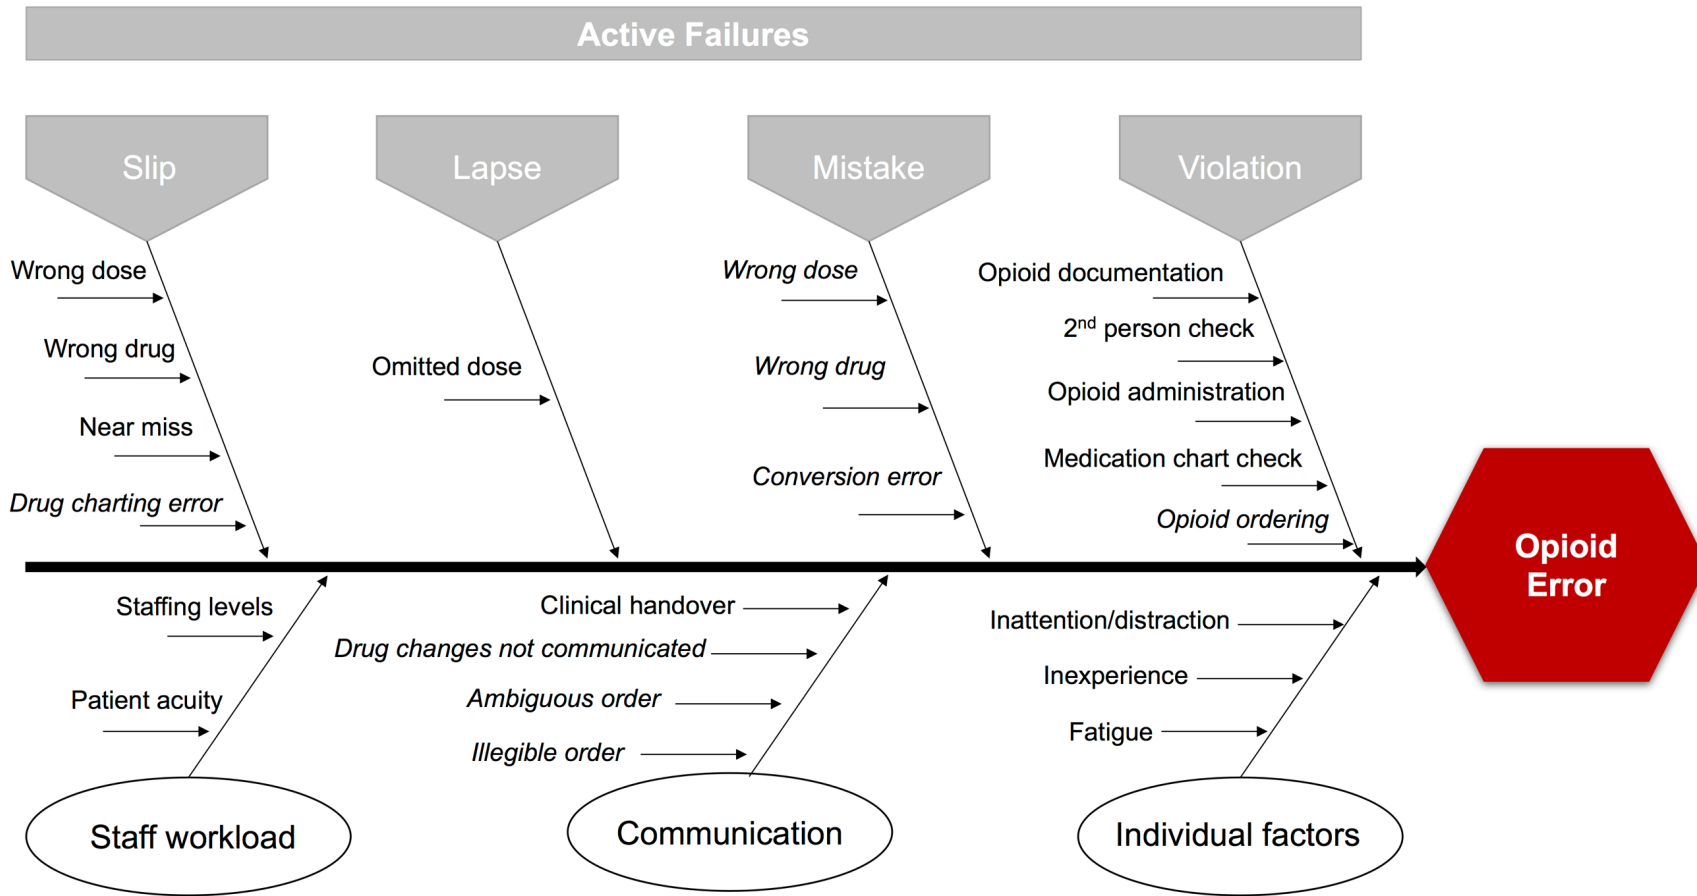 Active Failures
Slip
Lapse
Mistake
Violation
Wrong dose
Wrong drug
Near miss
Drug charting error
Omitted dose
Wrong dose
Wrong drug
Conversion error
Opioid documentation
2nd person check
Opioid administration
Medication chart check
Opioid ordering
Opioid
Error
Staffing levels
Patient acuity
Staff workload
Clinical handover
Drug changes not communicated
Ambiguous order
Illegible order
Communication
Inattention/distraction
Inexperience
Fatigue
Individual factors